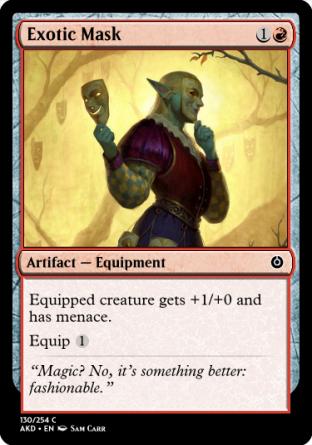 Exotic Mask 1
Artifact — Equipment
Equipped creature gets +1/+0 and
has menace.
Equip 1
“Magic? No, it’s something better:
fashionable.”
130/254 C
AKD • EN Sam Carr